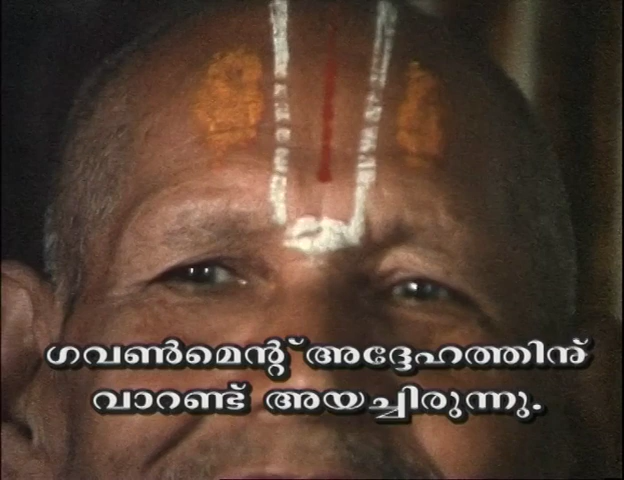 ഗവൺമെന്റ് അദ്ദേഹത്തിനു്
വാറണ്ട് അയച്ചിരുന്നു.